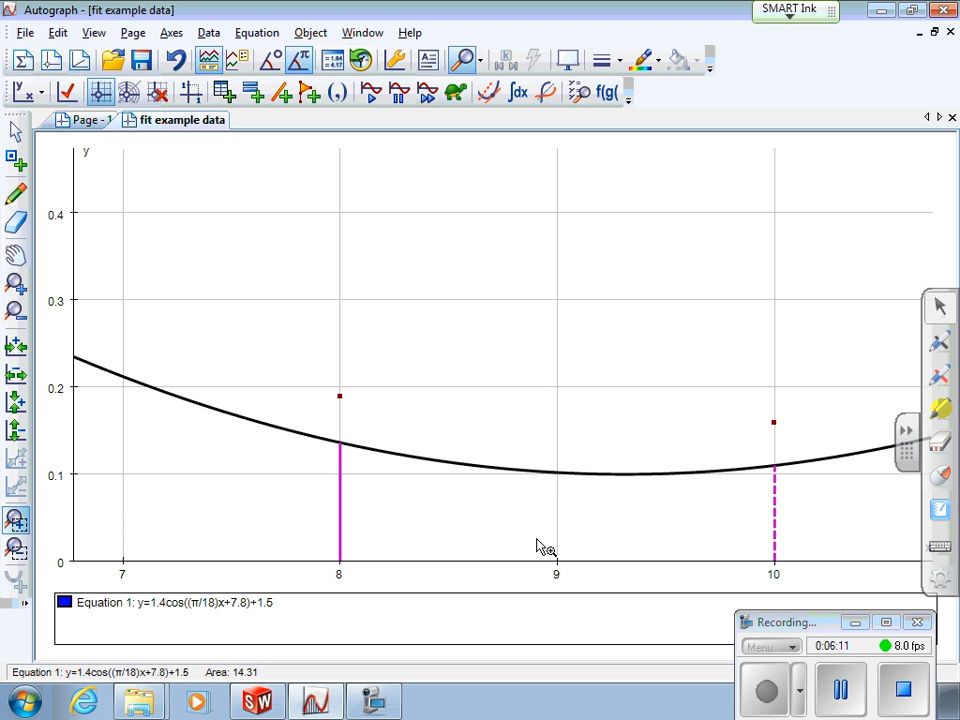 Autograph - [fit example data]
SMART Ink
File Edit View Page Axes Data Equation Object Window Help
Page - 1 fit example data
y
0.4
0.3
0.2
0.1
0
7 8 9 10
Equation 1: y=1.4cos((π/18)x+7.8)+1.5
Recording...
Menu 0:06:11 8.0 fps
Equation 1: y=1.4cos((π/18)x+7.8)+1.5 Area: 14.31